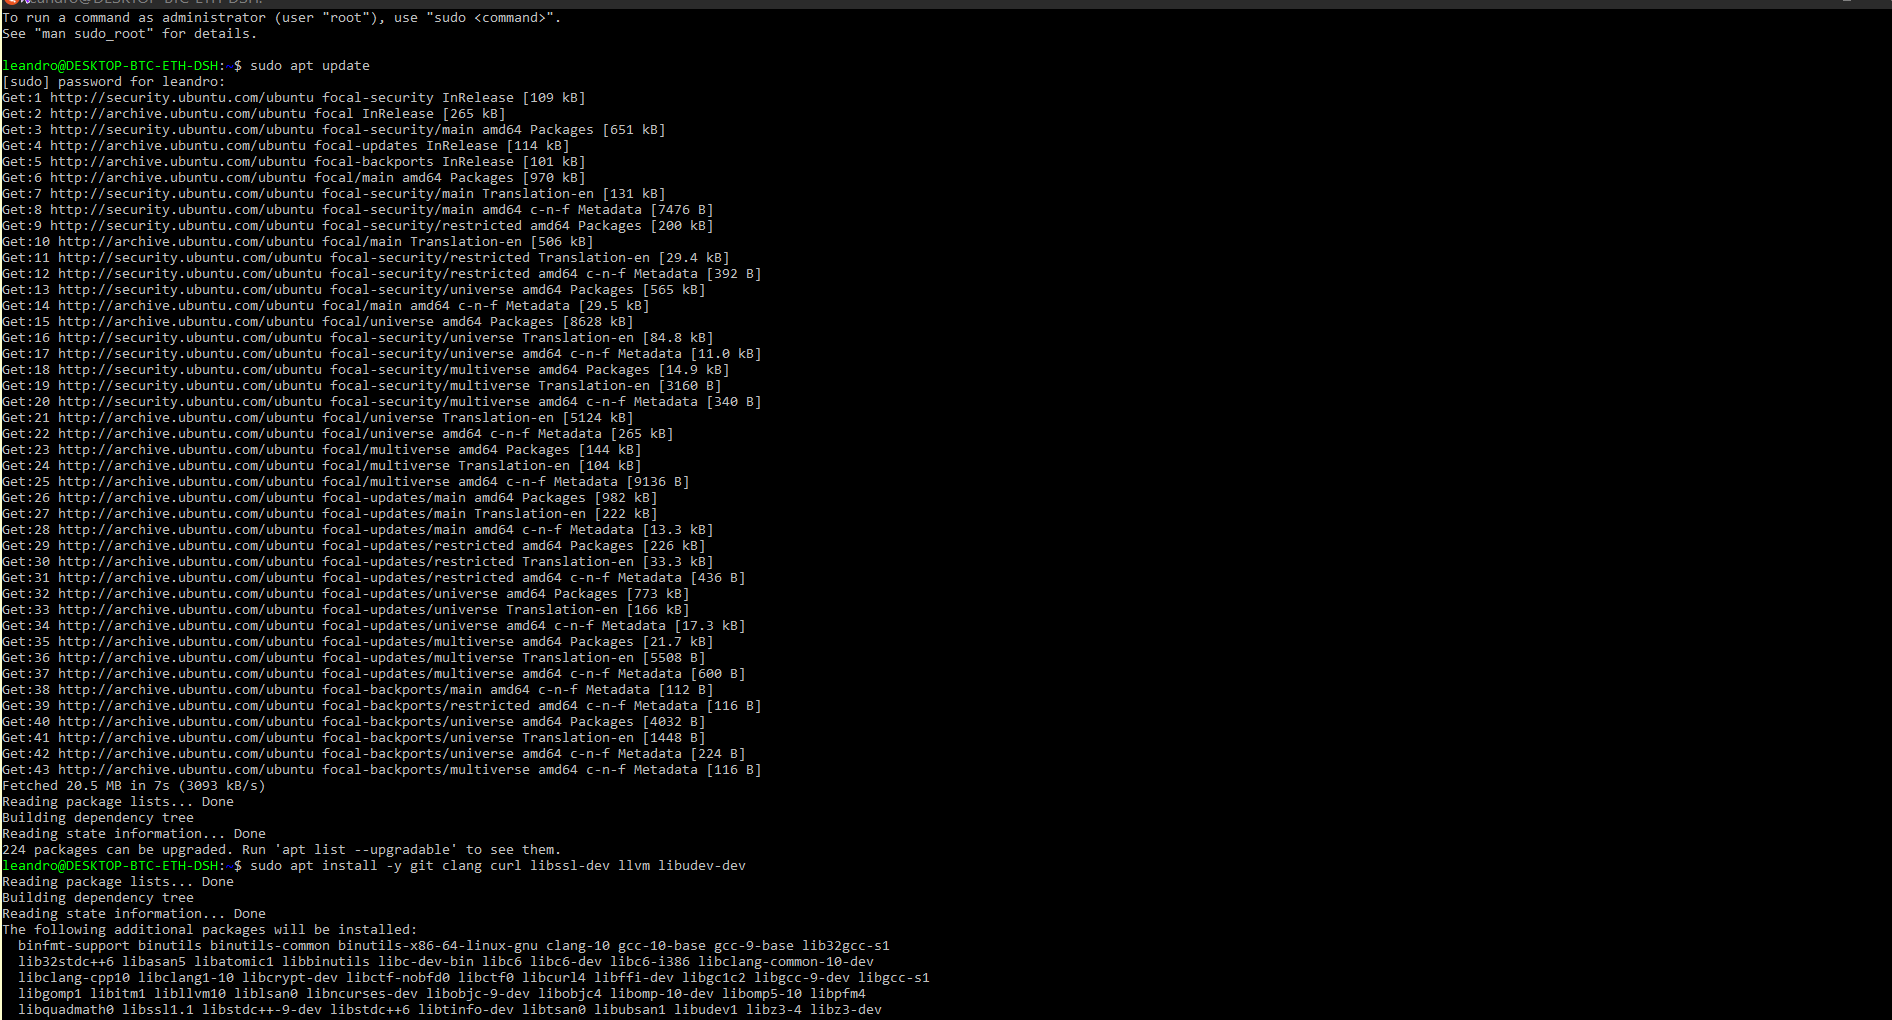 leandro@DESKTOP-BTC-ETH-DSH:
To run a command as administrator (user "root"), use "sudo <command>".
See "man sudo_root" for details.
leandro@DESKTOP-BTC-ETH-DSH:~$ sudo apt update
[sudo] password for leandro:
Get:1 http://security.ubuntu.com/ubuntu focal-security InRelease [109 kB]
Get:2 http://archive.ubuntu.com/ubuntu focal InRelease [265 kB]
Get:3 http://security.ubuntu.com/ubuntu focal-security/main amd64 Packages [651 kB]
Get:4 http://archive.ubuntu.com/ubuntu focal-updates InRelease [114 kB]
Get:5 http://archive.ubuntu.com/ubuntu focal-backports InRelease [101 kB]
Get:6 http://archive.ubuntu.com/ubuntu focal/main amd64 Packages [970 kB]
Get:7 http://security.ubuntu.com/ubuntu focal-security/main Translation-en [131 kB]
Get:8 http://security.ubuntu.com/ubuntu focal-security/main amd64 c-n-f Metadata [7476 B]
Get:9 http://security.ubuntu.com/ubuntu focal-security/restricted amd64 Packages [200 kB]
Get:10 http://archive.ubuntu.com/ubuntu focal/main Translation-en [506 kB]
Get:11 http://security.ubuntu.com/ubuntu focal-security/restricted Translation-en [29.4 kB]
Get:12 http://security.ubuntu.com/ubuntu focal-security/restricted amd64 c-n-f Metadata [392 B]
Get:13 http://security.ubuntu.com/ubuntu focal-security/universe amd64 Packages [565 kB]
Get:14 http://archive.ubuntu.com/ubuntu focal/main amd64 c-n-f Metadata [29.5 kB]
Get:15 http://archive.ubuntu.com/ubuntu focal/universe amd64 Packages [8628 kB]
Get:16 http://security.ubuntu.com/ubuntu focal-security/universe Translation-en [84.8 kB]
Get:17 http://security.ubuntu.com/ubuntu focal-security/universe amd64 c-n-f Metadata [11.0 kB]
Get:18 http://security.ubuntu.com/ubuntu focal-security/multiverse amd64 Packages [14.9 kB]
Get:19 http://security.ubuntu.com/ubuntu focal-security/multiverse Translation-en [3160 B]
Get:20 http://security.ubuntu.com/ubuntu focal-security/multiverse amd64 c-n-f Metadata [340 B]
Get:21 http://archive.ubuntu.com/ubuntu focal/universe Translation-en [5124 kB]
Get:22 http://archive.ubuntu.com/ubuntu focal/universe amd64 c-n-f Metadata [265 kB]
Get:23 http://archive.ubuntu.com/ubuntu focal/multiverse amd64 Packages [144 kB]
Get:24 http://archive.ubuntu.com/ubuntu focal/multiverse Translation-en [104 kB]
Get:25 http://archive.ubuntu.com/ubuntu focal/multiverse amd64 c-n-f Metadata [9136 B]
Get:26 http://archive.ubuntu.com/ubuntu focal-updates/main amd64 Packages [982 kB]
Get:27 http://archive.ubuntu.com/ubuntu focal-updates/main Translation-en [222 kB]
Get:28 http://archive.ubuntu.com/ubuntu focal-updates/main amd64 c-n-f Metadata [13.3 kB]
Get:29 http://archive.ubuntu.com/ubuntu focal-updates/restricted amd64 Packages [226 kB]
Get:30 http://archive.ubuntu.com/ubuntu focal-updates/restricted Translation-en [33.3 kB]
Get:31 http://archive.ubuntu.com/ubuntu focal-updates/restricted amd64 c-n-f Metadata [436 B]
Get:32 http://archive.ubuntu.com/ubuntu focal-updates/universe amd64 Packages [773 kB]
Get:33 http://archive.ubuntu.com/ubuntu focal-updates/universe Translation-en [166 kB]
Get:34 http://archive.ubuntu.com/ubuntu focal-updates/universe amd64 c-n-f Metadata [17.3 kB]
Get:35 http://archive.ubuntu.com/ubuntu focal-updates/multiverse amd64 Packages [21.7 kB]
Get:36 http://archive.ubuntu.com/ubuntu focal-updates/multiverse Translation-en [5508 B]
Get:37 http://archive.ubuntu.com/ubuntu focal-updates/multiverse amd64 c-n-f Metadata [600 B]
Get:38 http://archive.ubuntu.com/ubuntu focal-backports/main amd64 c-n-f Metadata [112 B]
Get:39 http://archive.ubuntu.com/ubuntu focal-backports/restricted amd64 c-n-f Metadata [116 B]
Get:40 http://archive.ubuntu.com/ubuntu focal-backports/universe amd64 Packages [4032 B]
Get:41 http://archive.ubuntu.com/ubuntu focal-backports/universe Translation-en [1448 B]
Get:42 http://archive.ubuntu.com/ubuntu focal-backports/universe amd64 c-n-f Metadata [224 B]
Get:43 http://archive.ubuntu.com/ubuntu focal-backports/multiverse amd64 c-n-f Metadata [116 B]
Fetched 20.5 MB in 7s (3093 kB/s)
Reading package lists... Done
Building dependency tree
Reading state information... Done
224 packages can be upgraded. Run 'apt list --upgradable' to see them.
leandro@DESKTOP-BTC-ETH-DSH:~$ sudo apt install -y git clang curl libssl-dev llvm libudev-dev
Reading package lists... Done
Building dependency tree
Reading state information... Done
The following additional packages will be installed:
binfmt-support binutils binutils-common binutils-x86-64-linux-gnu clang-10 gcc-10-base gcc-9-base lib32gcc-s1
lib32stdc++6 libasan5 libatomic1 libbinutils libc-dev-bin libc6 libc6-dev libc6-i386 libclang-common-10-dev
libclang-cpp10 libclang1-10 libcrypt-dev libctf-nobfd0 libctf0 libcurl4 libffi-dev libgc1c2 libgcc-9-dev libgcc-s1
libgomp1 libitm1 libllvm10 liblsan0 libncurses-dev libobjc-9-dev libobjc4 libomp-10-dev libomp5-10 libpfm4
libquadmath0 libssl1.1 libstdc++-9-dev libstdc++6 libtinfo-dev libtsan0 libubsan1 libudev1 libz3-4 libz3-dev